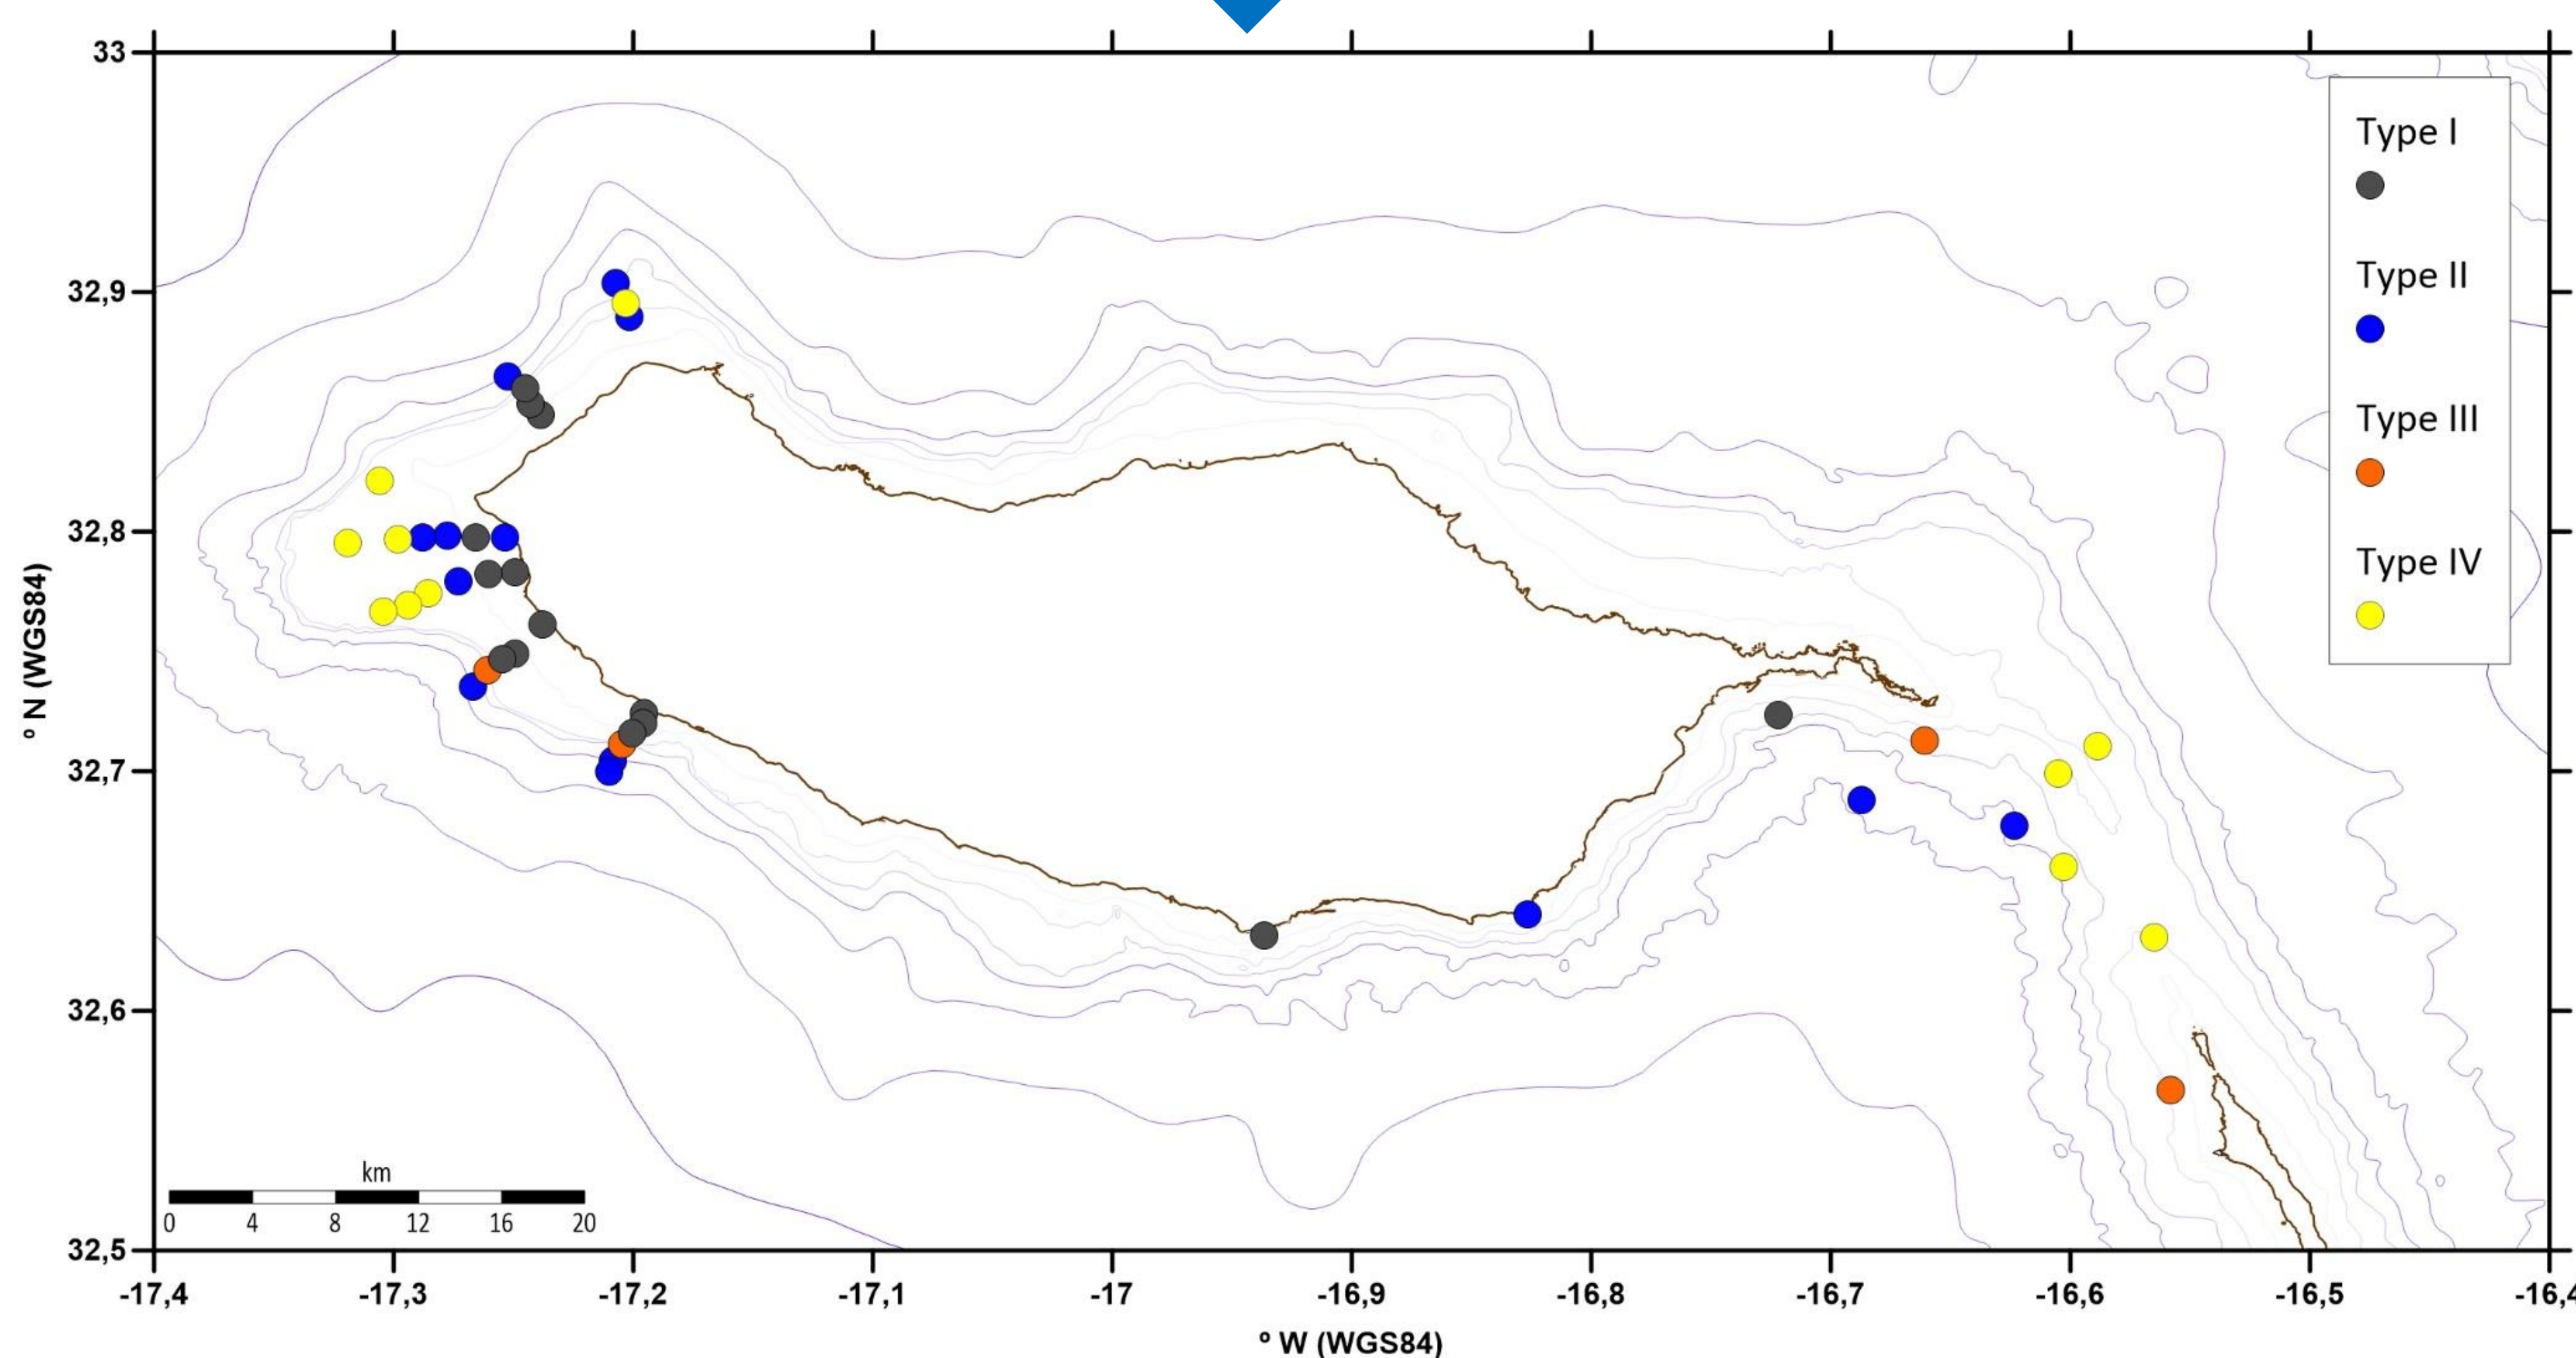 33
32,9
32,8
32,7
32,6
32,5
º N (WGS84)
Type I
Type II
Type III
Type IV
km
0 4 8 12 16 20
-17,4 -17,3 -17,2 -17,1 -17 -16,9 -16,8 -16,7 -16,6 -16,5 -16,4
º W (WGS84)